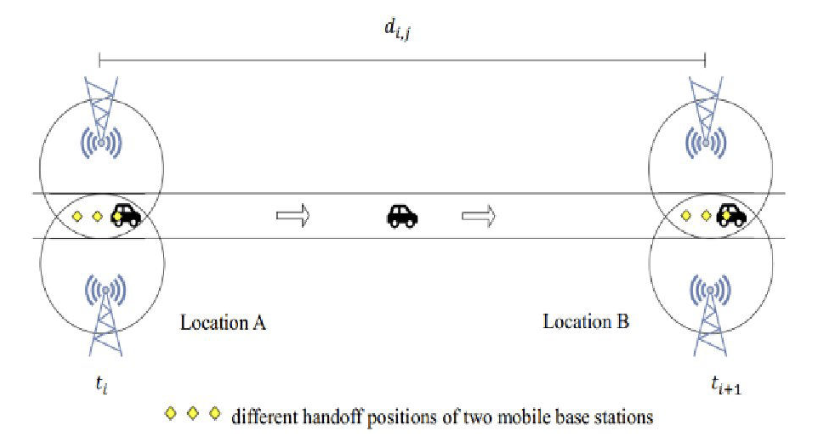 d_{i,j}
Location A
Location B
t_i
t_{i+1}
different handoff positions of two mobile base stations